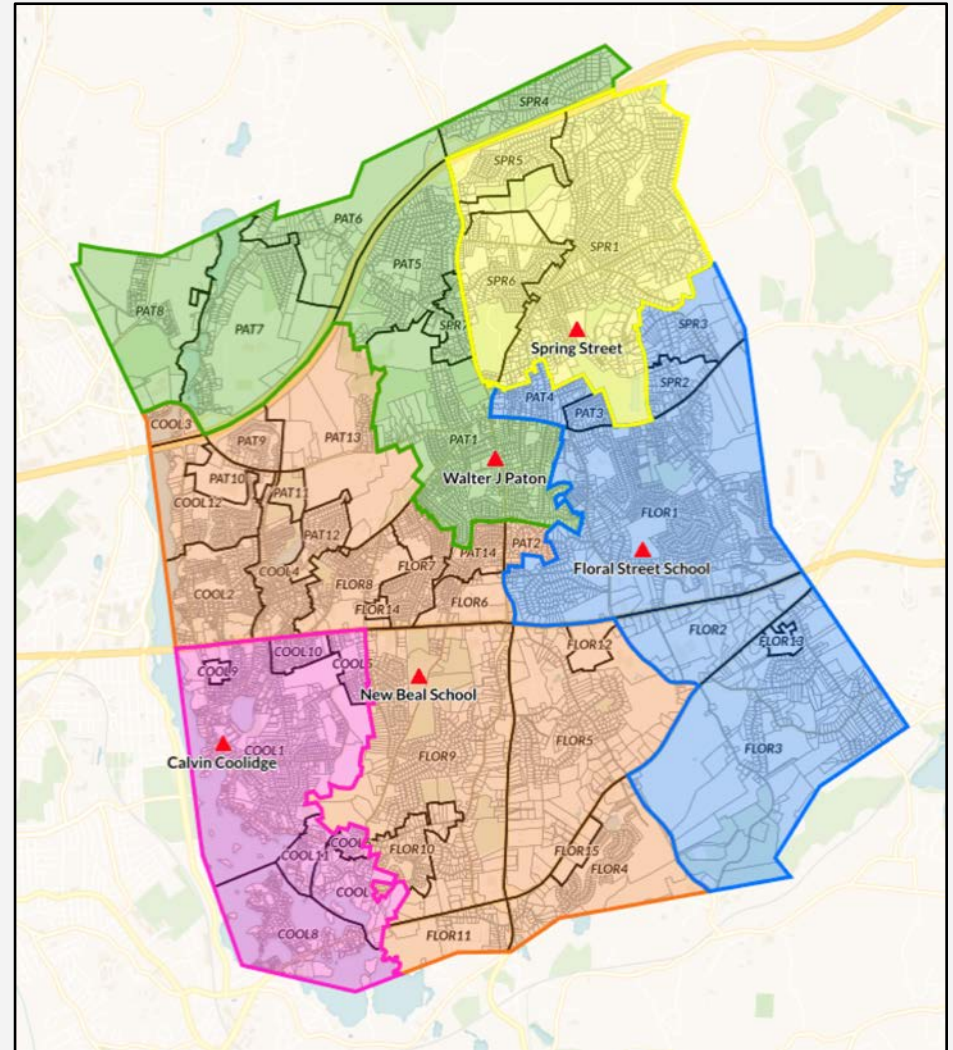 SPR4
SPR5
PAT6
SPR1
PAT5
SPR6
PAT8
PAT7
SPR7
SPR3
Spring Street
SPR2
PAT4
PAT3
COOL3
PAT9
PAT13
PAT1
PAT10
Walter J Paton
PAT11
COOL12
FLOR1
PAT12
PAT14
PAT2
COOL4
FLOR7
Floral Street School
FLOR8
COOL2
FLOR6
FLOR14
FLOR2
FLOR13
FLOR12
COOL10
COOL5
COOL9
New Beal School
FLOR5
COOL1
FLOR3
FLOR9
Calvin Coolidge
FLOR10
COOL11
FLOR15
FLOR4
COOL8
FLOR11